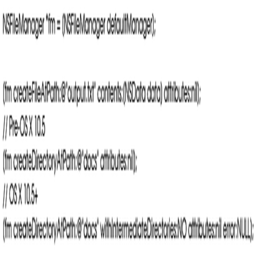 NSFileManager *fm = (NSFileManager defaultManager);
(fm createFileAtPath:@"output.txt" contents:(NSData data) attributes:nil);
// Pre-OS X 10.5
(fm createDirectoryAtPath:@"docs" attributes:nil);
// OS X 10.5+
(fm createDirectoryAtPath:@"docs" withIntermediateDirectories:NO attributes:nil error:NULL);